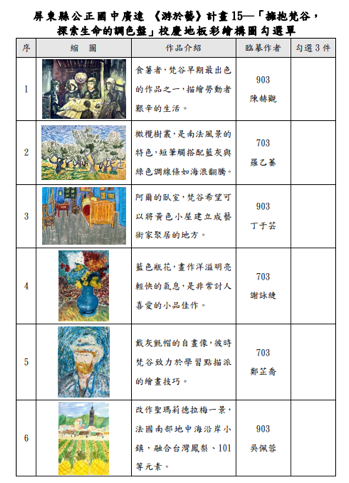 屏東縣公正國中廣達 《游於藝》計畫 15—「擁抱梵谷，
探索生命的調色盤」校慶地板彩繪構圖勾選單
序 縮 圖 作品介紹 臨摹作者 勾選 3 件
1
食薯者，梵谷早期最出色
的作品之一，描繪勞動者
艱辛的生活。
903
陳赫觀
2
橄欖樹叢，是南法風景的
特色，短筆觸搭配藍灰與
綠色調線條如海派翻騰。
703
羅乙蓁
3
阿爾的臥室，梵谷希望可
以將黃色小屋建立成藝
術家聚居的地方。
903
丁于芸
4
藍色瓶花，畫作洋溢明亮
輕快的氣息，是非常討人
喜愛的小品佳作。
703
謝詠緁
5
戴灰氈帽的自畫像，彼時
梵谷致力於學習點描派
的繪畫技巧。
703
鄭芷喬
6
改作聖瑪莉德拉梅一景，
法國南部地中海沿岸小
鎮，融合台灣鳳梨、101
等元素。
903
吳佩蓉